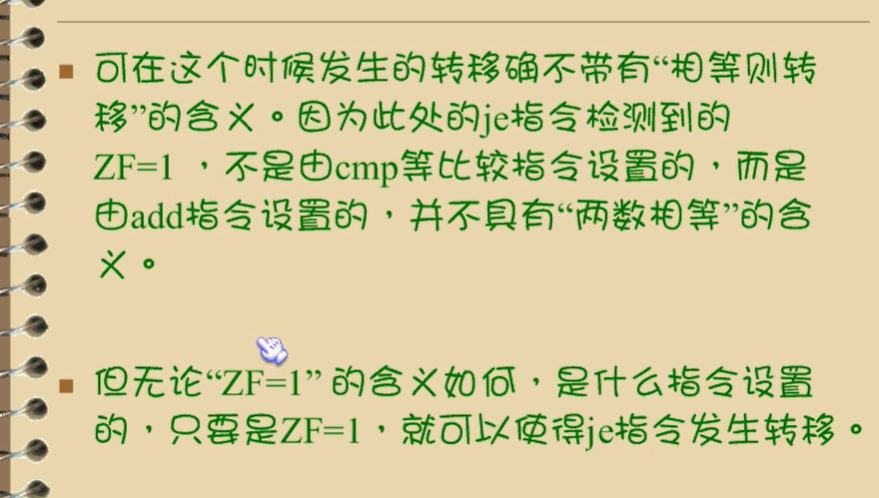 可在这个时候发生的转移确不带有“相等则转
移”的含义。因为此处的je指令检测到的
ZF=1 ，不是由cmp等比较指令设置的，而是
由add指令设置的，并不具有“两数相等”的含
义。
但无论“ZF=1” 的含义如何，是什么指令设置
的，只要是ZF=1，就可以使得je指令发生转移。